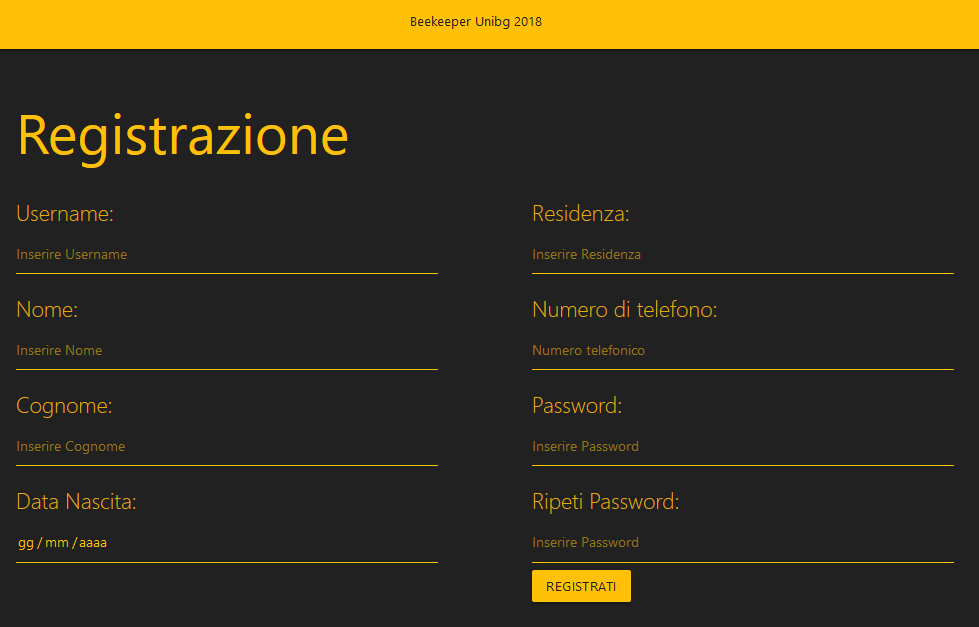 Beekeeper Unibg 2018
Registrazione
Username:
Inserire Username
Nome:
Inserire Nome
Cognome:
Inserire Cognome
Data Nascita:
gg / mm / aaaa
Residenza:
Inserire Residenza
Numero di telefono:
Numero telefonico
Password:
Inserire Password
Ripeti Password:
Inserire Password
REGISTRATI